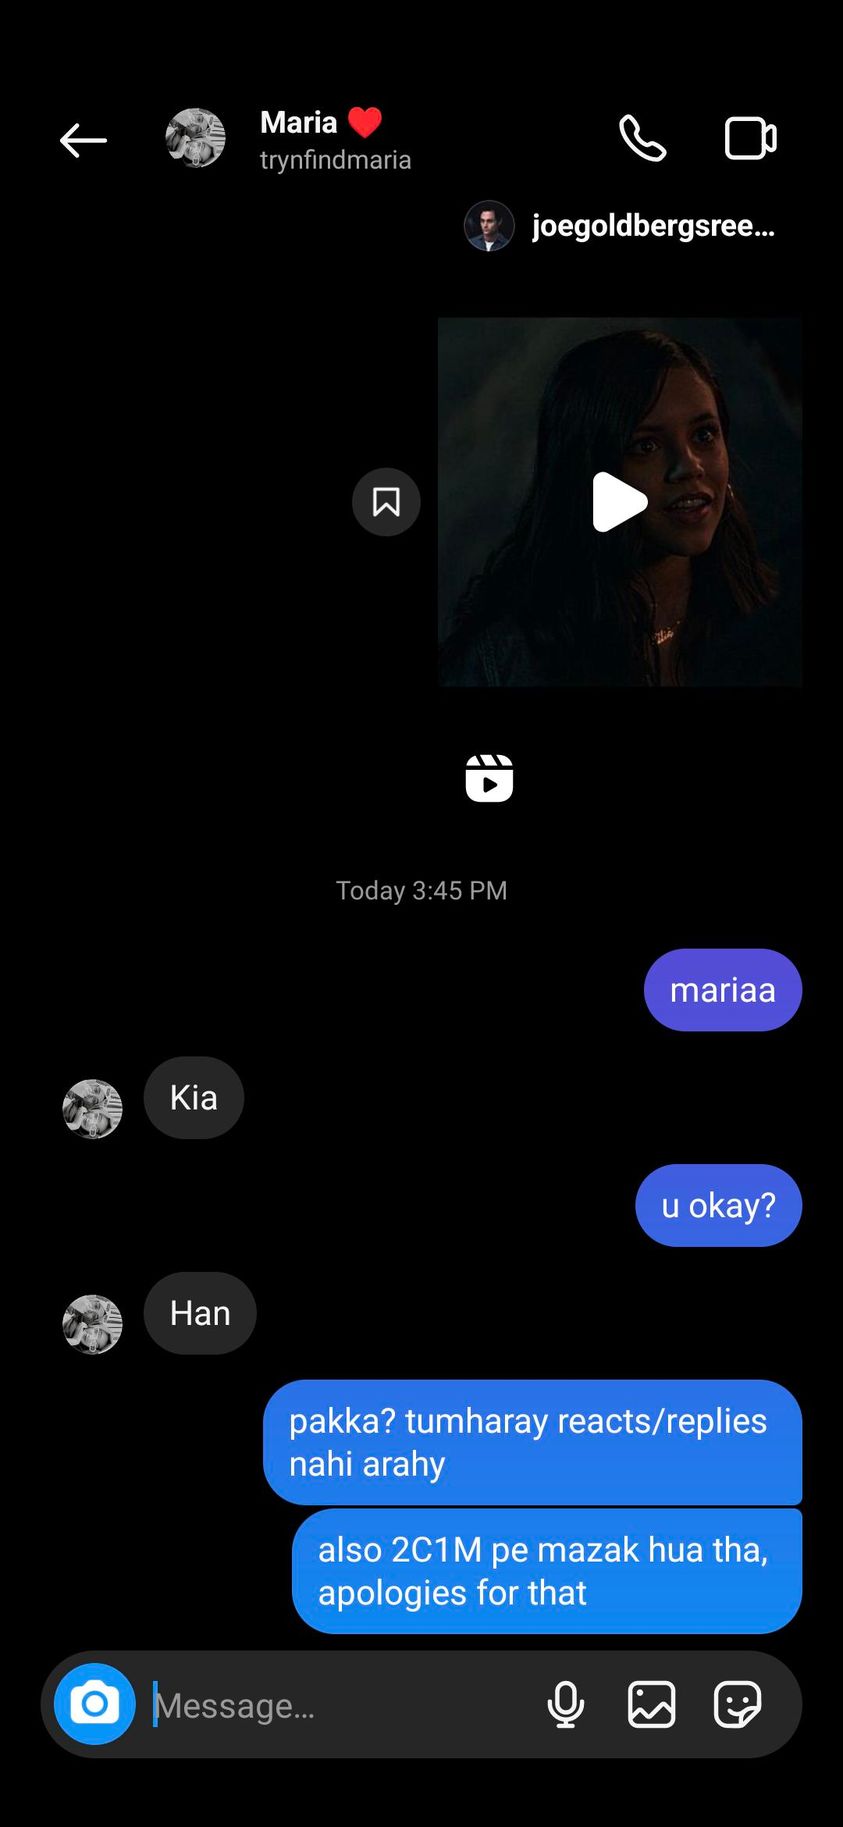 Maria ❤️
trynfindmaria
joegoldbergsree...
Today 3:45 PM
mariaa
Kia
u okay?
Han
pakka? tumharay reacts/replies
nahi arahy
also 2C1M pe mazak hua tha,
apologies for that
Message...